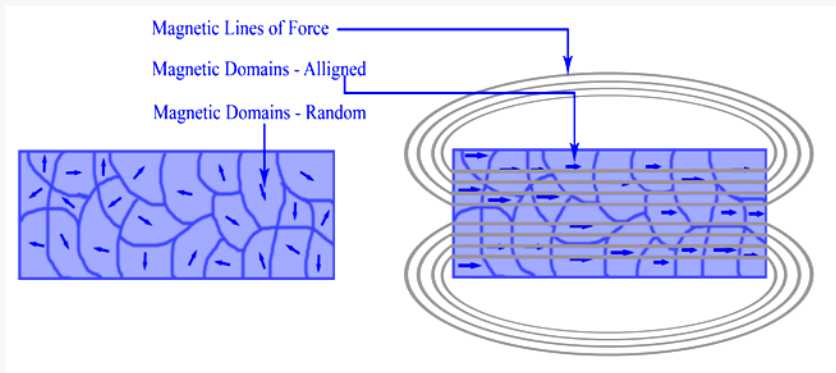 Magnetic Lines of Force
Magnetic Domains - Alligned
Magnetic Domains - Random